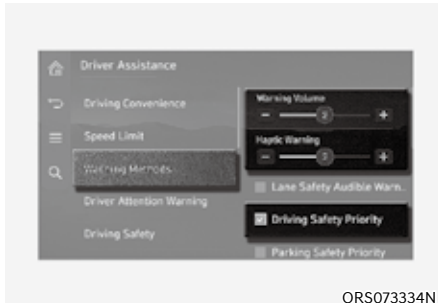 Driver Assistance
Driving Convenience
Speed Limit
Warning Methods
Driver Attention Warning
Driving Safety
Warning Volume
Haptic Warning
Lane Safety Audible Warn.
Driving Safety Priority
Parking Safety Priority
ORS073334N